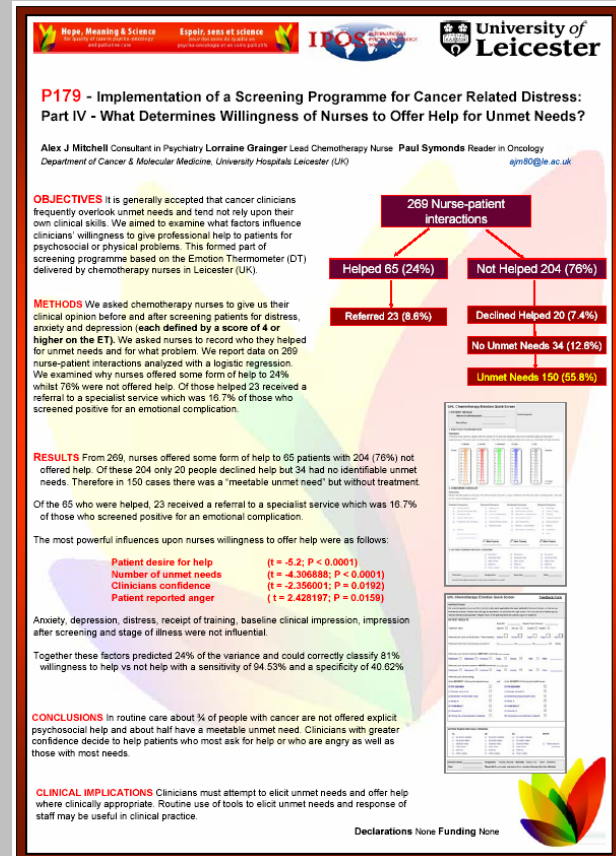 Hope, Meaning & Science
for quality of care in psycho-oncology
and palliative care
Espoir, sens et science
pour des soins de qualité en
psycho-oncologie et en soins palliatifs
IPOS
University of
Leicester
P179 - Implementation of a Screening Programme for Cancer Related Distress:
Part IV - What Determines Willingness of Nurses to Offer Help for Unmet Needs?
Alex J Mitchell Consultant in Psychiatry Lorraine Grainger Lead Chemotherapy Nurse Paul Symonds Reader in Oncology
Department of Cancer & Molecular Medicine, University Hospitals Leicester (UK)
ajm80@le.ac.uk
OBJECTIVES It is generally accepted that cancer clinicians
frequently overlook unmet needs and tend not rely upon their
own clinical skills. We aimed to examine what factors influence
clinicians' willingness to give professional help to patients for
psychosocial or physical problems. This formed part of
screening programme based on the Emotion Thermometer (DT)
delivered by chemotherapy nurses in Leicester (UK).
METHODS We asked chemotherapy nurses to give us their
clinical opinion before and after screening patients for distress,
anxiety and depression (each defined by a score of 4 or
higher on the ET). We asked nurses to record who they helped
for unmet needs and for what problem. We report data on 269
nurse-patient interactions analyzed with a logistic regression.
We examined why nurses offered some form of help to 24%
whilst 76% were not offered help. Of those helped 23 received a
referral to a specialist service which was 16.7% of those who
screened positive for an emotional complication.
269 Nurse-patient
interactions
Helped 65 (24%)
Not Helped 204 (76%)
Referred 23 (8.6%)
Declined Helped 20 (7.4%)
No Unmet Needs 34 (12.6%)
Unmet Needs 150 (55.8%)
RESULTS From 269, nurses offered some form of help to 65 patients with 204 (76%) not
offered help. Of these 204 only 20 people declined help but 34 had no identifiable unmet
needs. Therefore in 150 cases there was a "meetable unmet need" but without treatment.
Of the 65 who were helped, 23 received a referral to a specialist service which was 16.7%
of those who screened positive for an emotional complication.
The most powerful influences upon nurses willingness to offer help were as follows:
Patient desire for help (t = -5.2; P < 0.0001)
Number of unmet needs (t = -4.306888; P < 0.0001)
Clinicians confidence (t = -2.356001; P = 0.0192)
Patient reported anger ( t = 2.428197; P = 0.0159)
Anxiety, depression, distress, receipt of training, baseline clinical impression, impression
after screening and stage of illness were not influential.
Together these factors predicted 24% of the variance and could correctly classify 81%
willingness to help vs not help with a sensitivity of 94.53% and a specificity of 40.62%
CONCLUSIONS In routine care about ¾ of people with cancer are not offered explicit
psychosocial help and about half have a meetable unmet need. Clinicians with greater
confidence decide to help patients who most ask for help or who are angry as well as
those with most needs.
CLINICAL IMPLICATIONS Clinicians must attempt to elicit unmet needs and offer help
where clinically appropriate. Routine use of tools to elicit unmet needs and response of
staff may be useful in clinical practice.
Declarations None Funding None